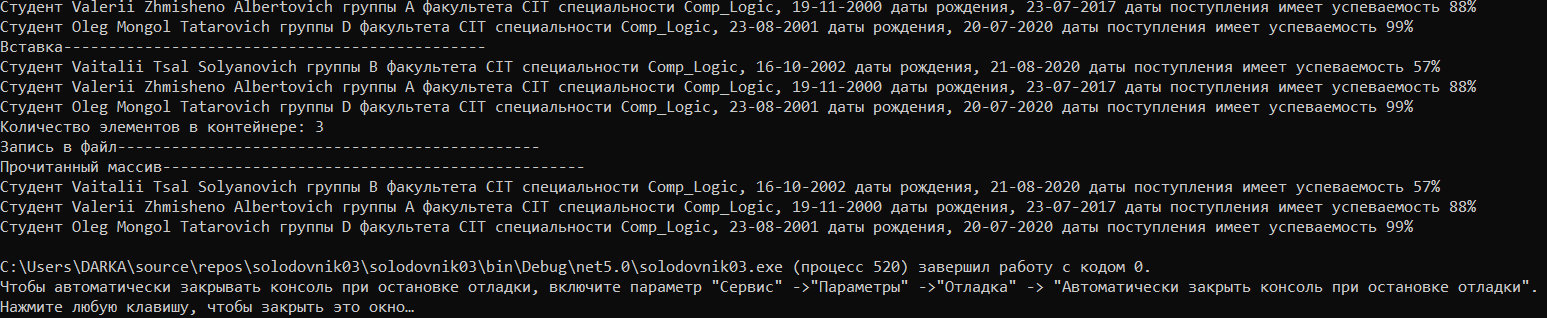 Студент Valerii Zhmisheno Albertovich группы A факультета CIT специальности Comp_Logic, 19-11-2000 даты рождения, 23-07-2017 даты поступления имеет успеваемость 88%
Студент Oleg Mongol Tatarovich группы D факультета CIT специальности Comp_Logic, 23-08-2001 даты рождения, 20-07-2020 даты поступления имеет успеваемость 99%
Вставка-----------------------------------------------
Студент Vaitalii Tsal Solyanovich группы B факультета CIT специальности Comp_Logic, 16-10-2002 даты рождения, 21-08-2020 даты поступления имеет успеваемость 57%
Студент Valerii Zhmisheno Albertovich группы A факультета CIT специальности Comp_Logic, 19-11-2000 даты рождения, 23-07-2017 даты поступления имеет успеваемость 88%
Студент Oleg Mongol Tatarovich группы D факультета CIT специальности Comp_Logic, 23-08-2001 даты рождения, 20-07-2020 даты поступления имеет успеваемость 99%
Количество элементов в контейнере: 3
Запись в файл-----------------------------------------------
Прочитанный массив-----------------------------------------------
Студент Vaitalii Tsal Solyanovich группы B факультета CIT специальности Comp_Logic, 16-10-2002 даты рождения, 21-08-2020 даты поступления имеет успеваемость 57%
Студент Valerii Zhmisheno Albertovich группы A факультета CIT специальности Comp_Logic, 19-11-2000 даты рождения, 23-07-2017 даты поступления имеет успеваемость 88%
Студент Oleg Mongol Tatarovich группы D факультета CIT специальности Comp_Logic, 23-08-2001 даты рождения, 20-07-2020 даты поступления имеет успеваемость 99%
C:\Users\DARKA\source\repos\solodovnik03\solodovnik03\bin\Debug\net5.0\solodovnik03.exe (процесс 520) завершил работу с кодом 0.
Чтобы автоматически закрывать консоль при остановке отладки, включите параметр "Сервис" ->"Параметры" ->"Отладка" -> "Автоматически закрыть консоль при остановке отладки".
Нажмите любую клавишу, чтобы закрыть это окно…